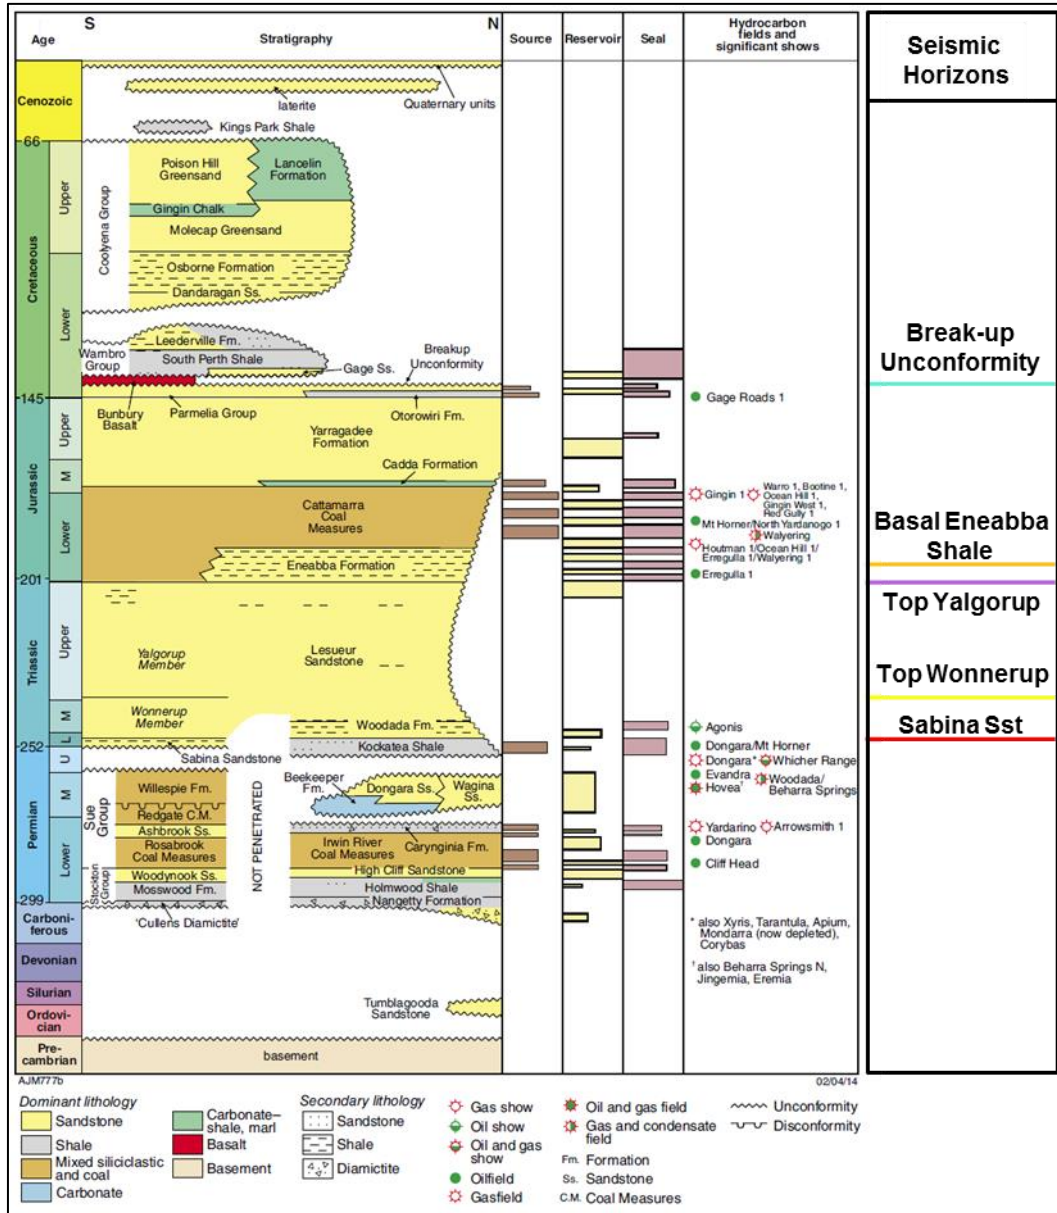 S
N
Age
Stratigraphy
Source
Reservoir
Seal
Hydrocarbon
fields and
significant shows
Seismic
Horizons
Cenozoic
Quaternary units
laterite
Kings Park Shale
66
Cretaceous
Upper
Lower
Coolyena Group
Poison Hill
Greensand
Lancelin
Formation
Gingin Chalk
Molecap Greensand
Osborne Formation
Dandaragan Ss.
Leederville Fm.
Warnbro
Group
South Perth Shale
Gage Ss.
Breakup
Unconformity
Break-up
Unconformity
145
Bunbury
Basalt
Parmelia Group
Otorowiri Fm.
Gage Roads 1
Jurassic
Upper
M
Lower
Yarragadee
Formation
Cadda Formation
Cattamarra
Coal
Measures
Eneabba Formation
Gingin 1
Warro 1, Bootine 1,
Ocean Hill 1,
Gingin West 1,
Red Gully 1
Mt Horner/North Yardanogo 1
Walyering
Houtman 1/Ocean Hill 1/
Erregulla 1/Walyering 1
Erregulla 1
Basal Eneabba
Shale
201
Top Yalgorup
Triassic
Upper
M
L
Yalgorup
Member
Lesueur
Sandstone
Wonnerup
Member
Woodada Fm.
Top Wonnerup
Sabina Sst
Agonis
252
Kockatea Shale
Sabina Sandstone
Dongara/Mt Horner
Dongara*
Whicher Range
Evandra
Hovea†
Woodada/
Beharra Springs
Permian
U
M
Lower
Sue
Group
Stockton
Group
Willespie Fm.
Redgate C.M.
Ashbrook Ss.
Rosabrook
Coal Measures
Woodynook Ss.
Mosswood Fm.
'Cullens Diamictite'
NOT PENETRATED
Beekeeper
Fm.
Dongara Ss.
Wagina
Ss.
Irwin River
Coal Measures
Carynginia Fm.
High Cliff Sandstone
Holmwood Shale
Nangetty Formation
Yardarino
Arrowsmith 1
Dongara
Cliff Head
299
Carboni-
ferous
* also Xyris, Tarantula, Apium,
Mondarra (now depleted),
Corybas
† also Beharra Springs N,
Jingemia, Eremia
Devonian
Silurian
Ordovi-
cian
Tumblagooda
Sandstone
Pre-
cambrian
basement
AJM777b
02/04/14
Dominant lithology
Sandstone
Shale
Mixed siliciclastic
and coal
Carbonate
Carbonate–
shale, marl
Basalt
Basement
Secondary lithology
Sandstone
Shale
Diamictite
Gas show
Oil show
Oil and gas
show
Oilfield
Gasfield
Oil and gas field
Gas and condensate
field
Fm. Formation
Ss. Sandstone
C.M. Coal Measures
Unconformity
Disconformity